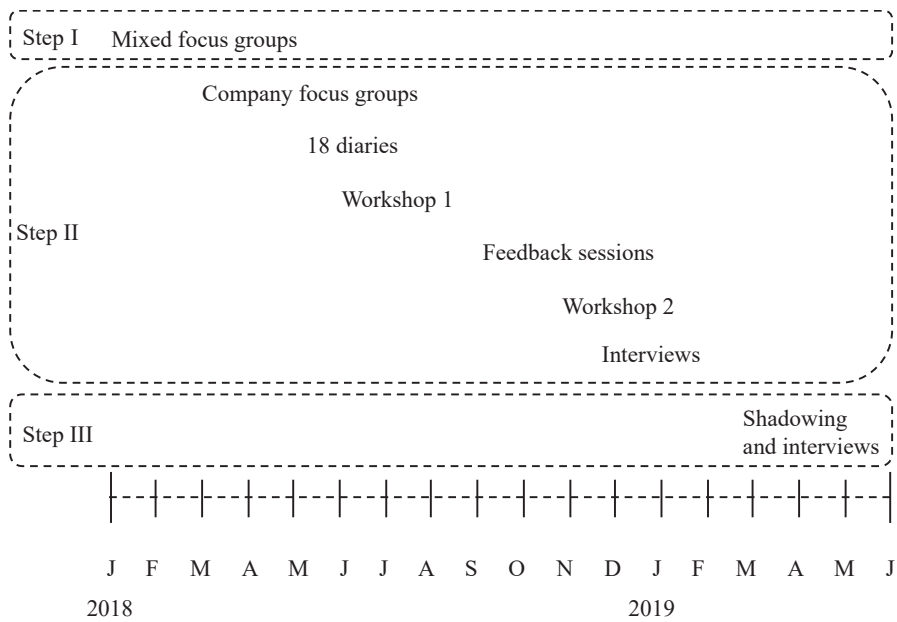 Step I Mixed focus groups
Company focus groups
18 diaries
Workshop 1
Step II
Feedback sessions
Workshop 2
Interviews
Step III
Shadowing
and interviews
J F M A M J J A S O N D J F M A M J
2018 2019